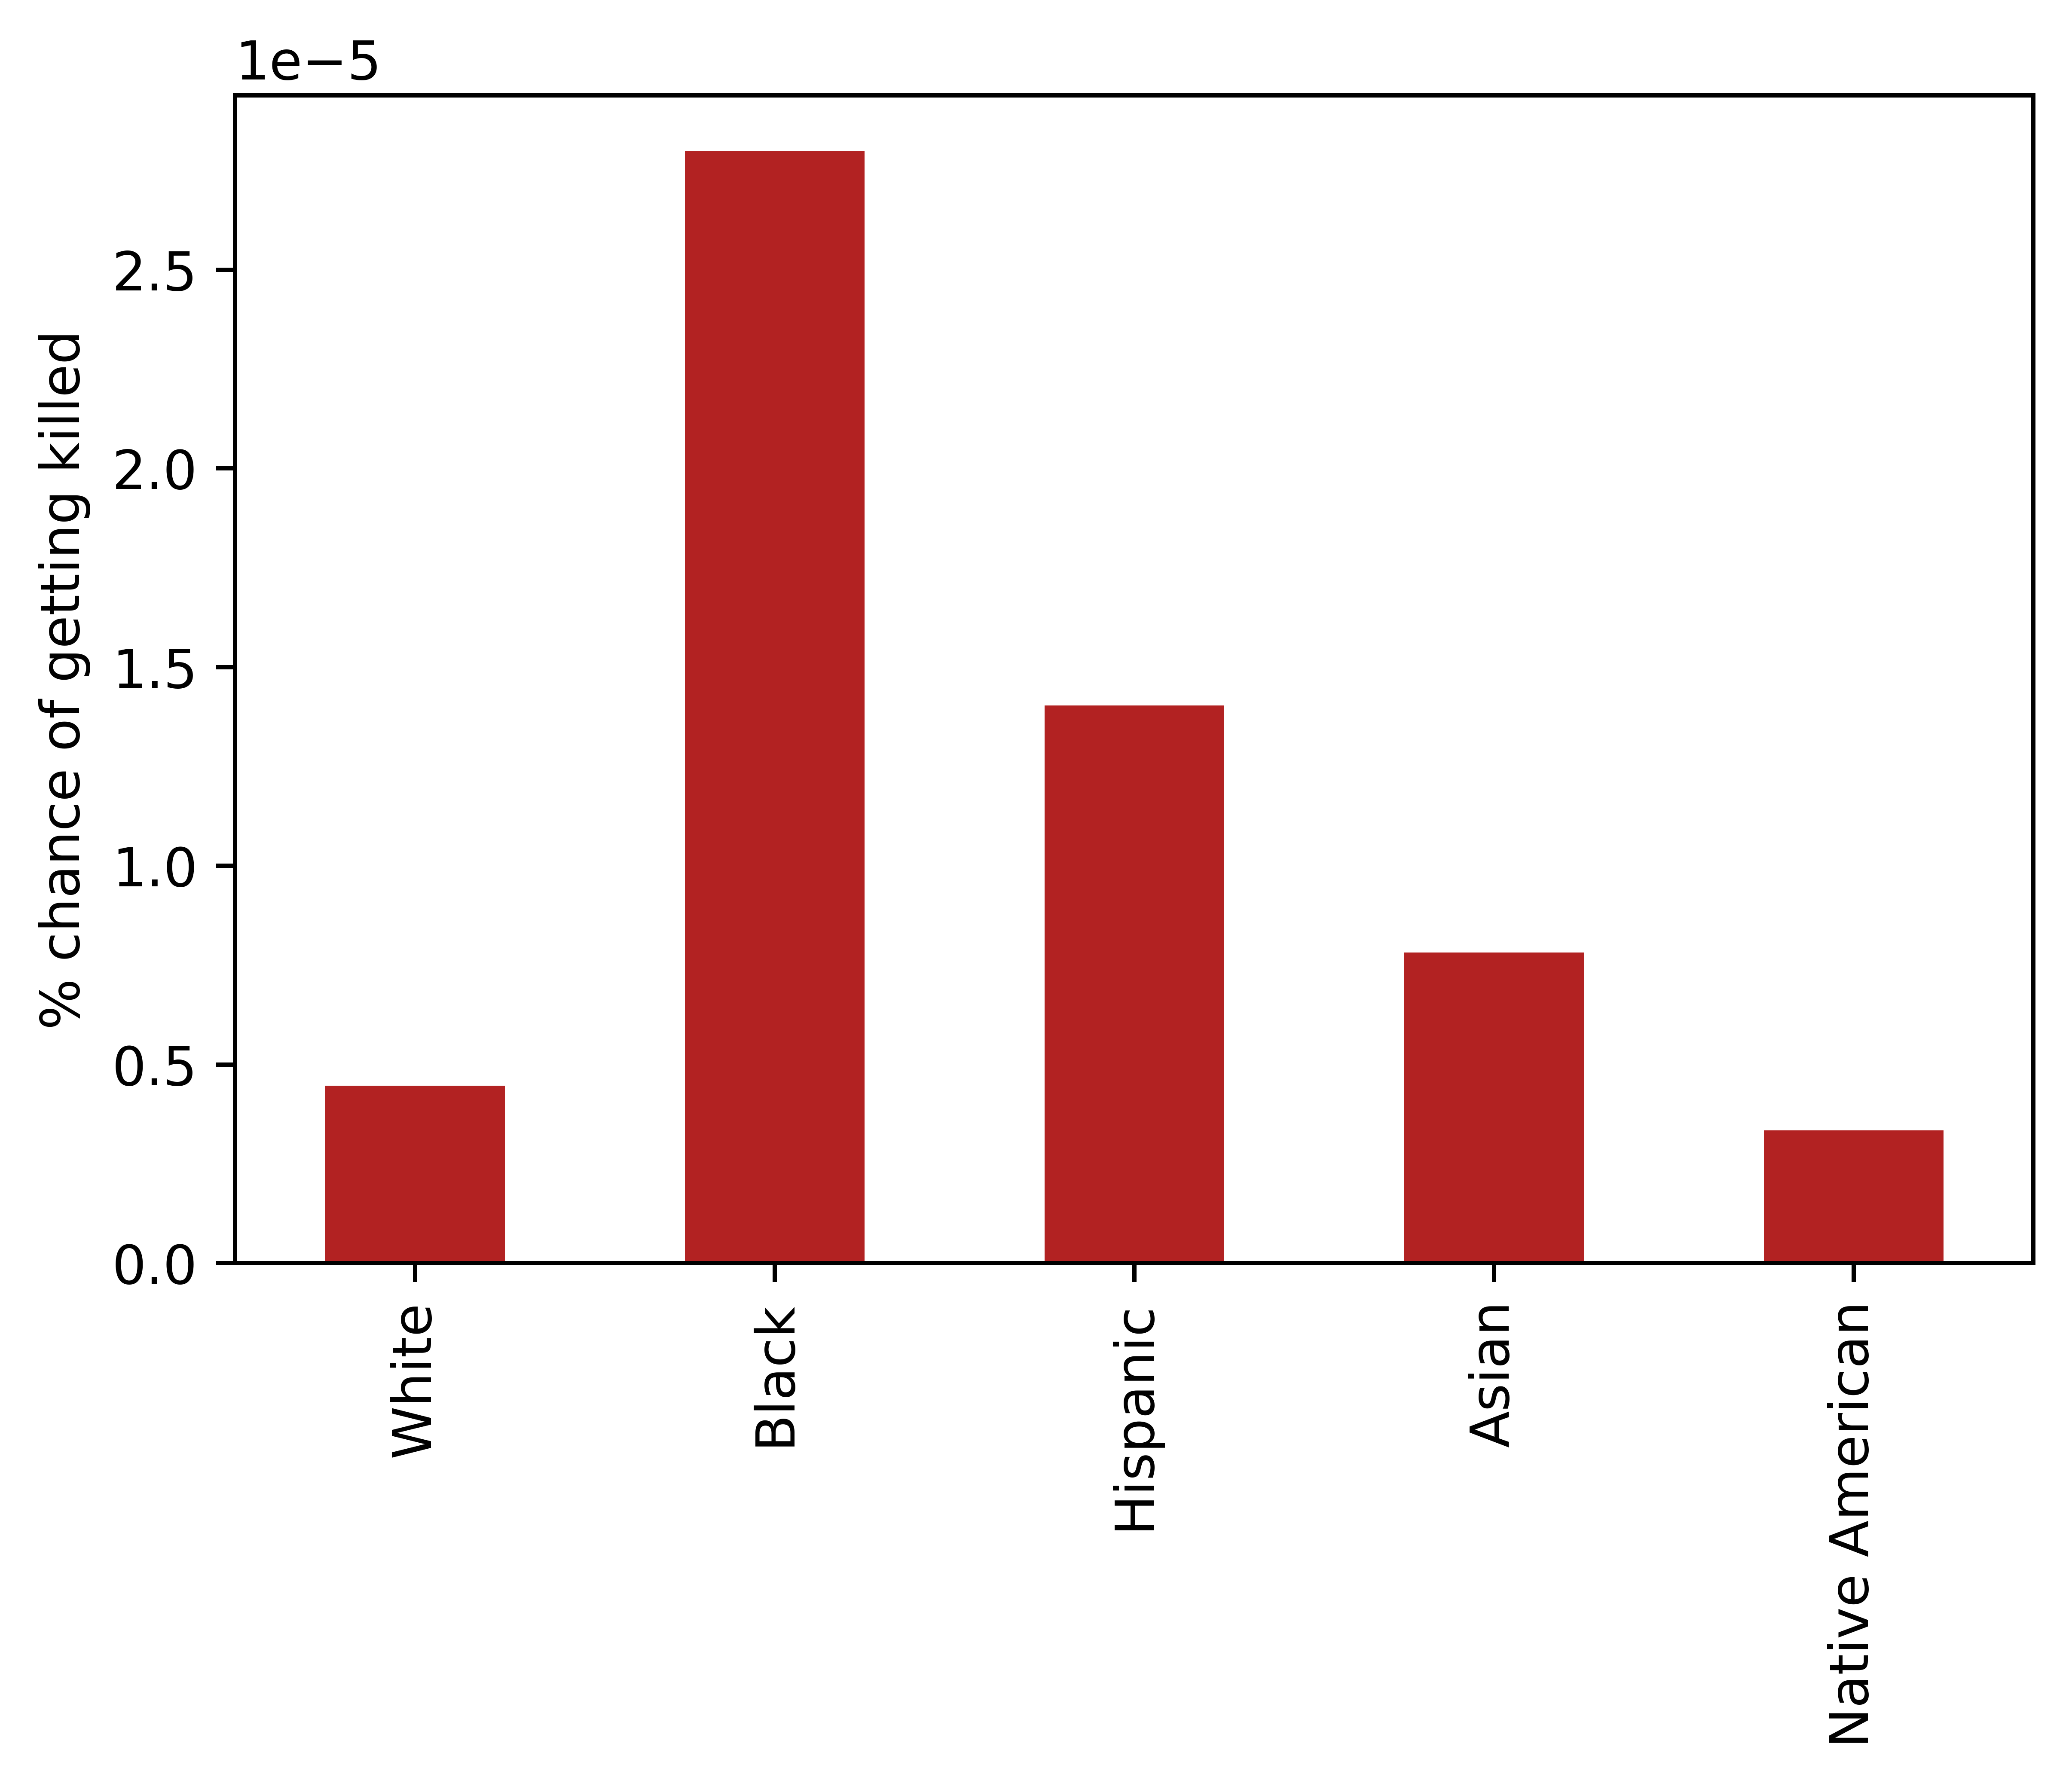 1e−5
% chance of getting killed
2.5
2.0
1.5
1.0
0.5
0.0
White
Black
Hispanic
Asian
Native American